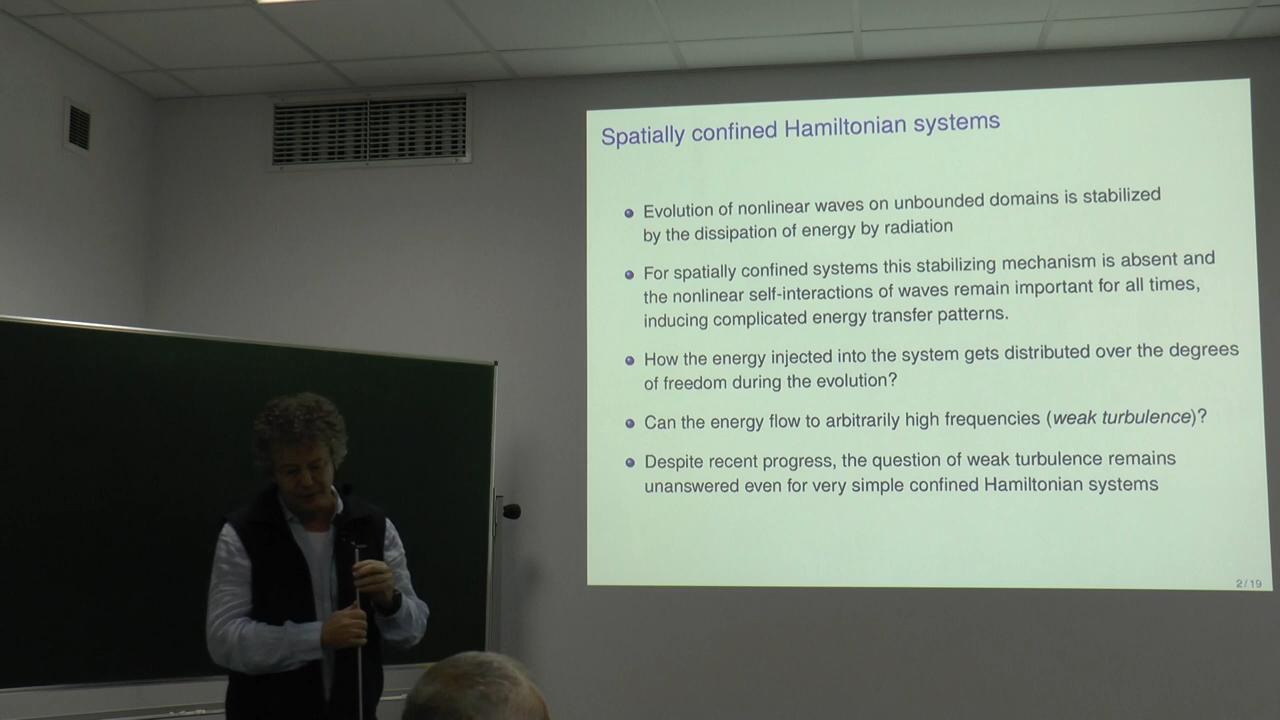 Spatially confined Hamiltonian systems
Evolution of nonlinear waves on unbounded domains is stabilized
by the dissipation of energy by radiation
For spatially confined systems this stabilizing mechanism is absent and
the nonlinear self-interactions of waves remain important for all times,
inducing complicated energy transfer patterns.
How the energy injected into the system gets distributed over the degrees
of freedom during the evolution?
Can the energy flow to arbitrarily high frequencies (weak turbulence)?
Despite recent progress, the question of weak turbulence remains
unanswered even for very simple confined Hamiltonian systems
2/19